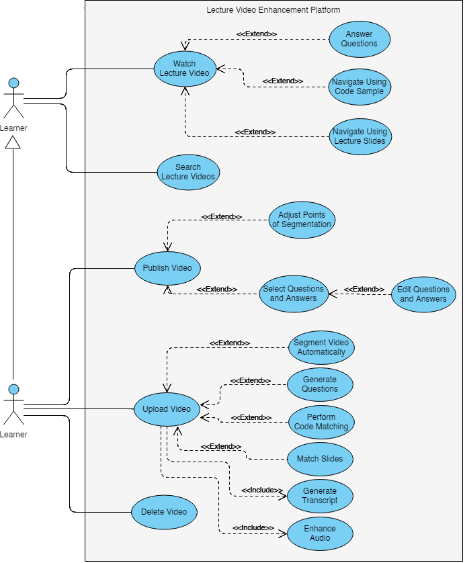 Lecture Video Enhancement Platform
<<Extend>>
Answer
Questions
Watch
Lecture Video
<<Extend>>
Navigate Using
Code Sample
Learner
<<Extend>>
Navigate Using
Lecture Slides
Search
Lecture Videos
<<Extend>>
Adjust Points
of Segmentation
Publish Video
<<Extend>>
Select Questions
and Answers
<<Extend>>
Edit Questions
and Answers
<<Extend>>
Segment Video
Automatically
<<Extend>>
Generate
Questions
Learner
Upload Video
<<Extend>>
Perform
Code Matching
<<Extend>>
Match Slides
<<Include>>
Generate
Transcript
Delete Video
<<Include>>
Enhance
Audio